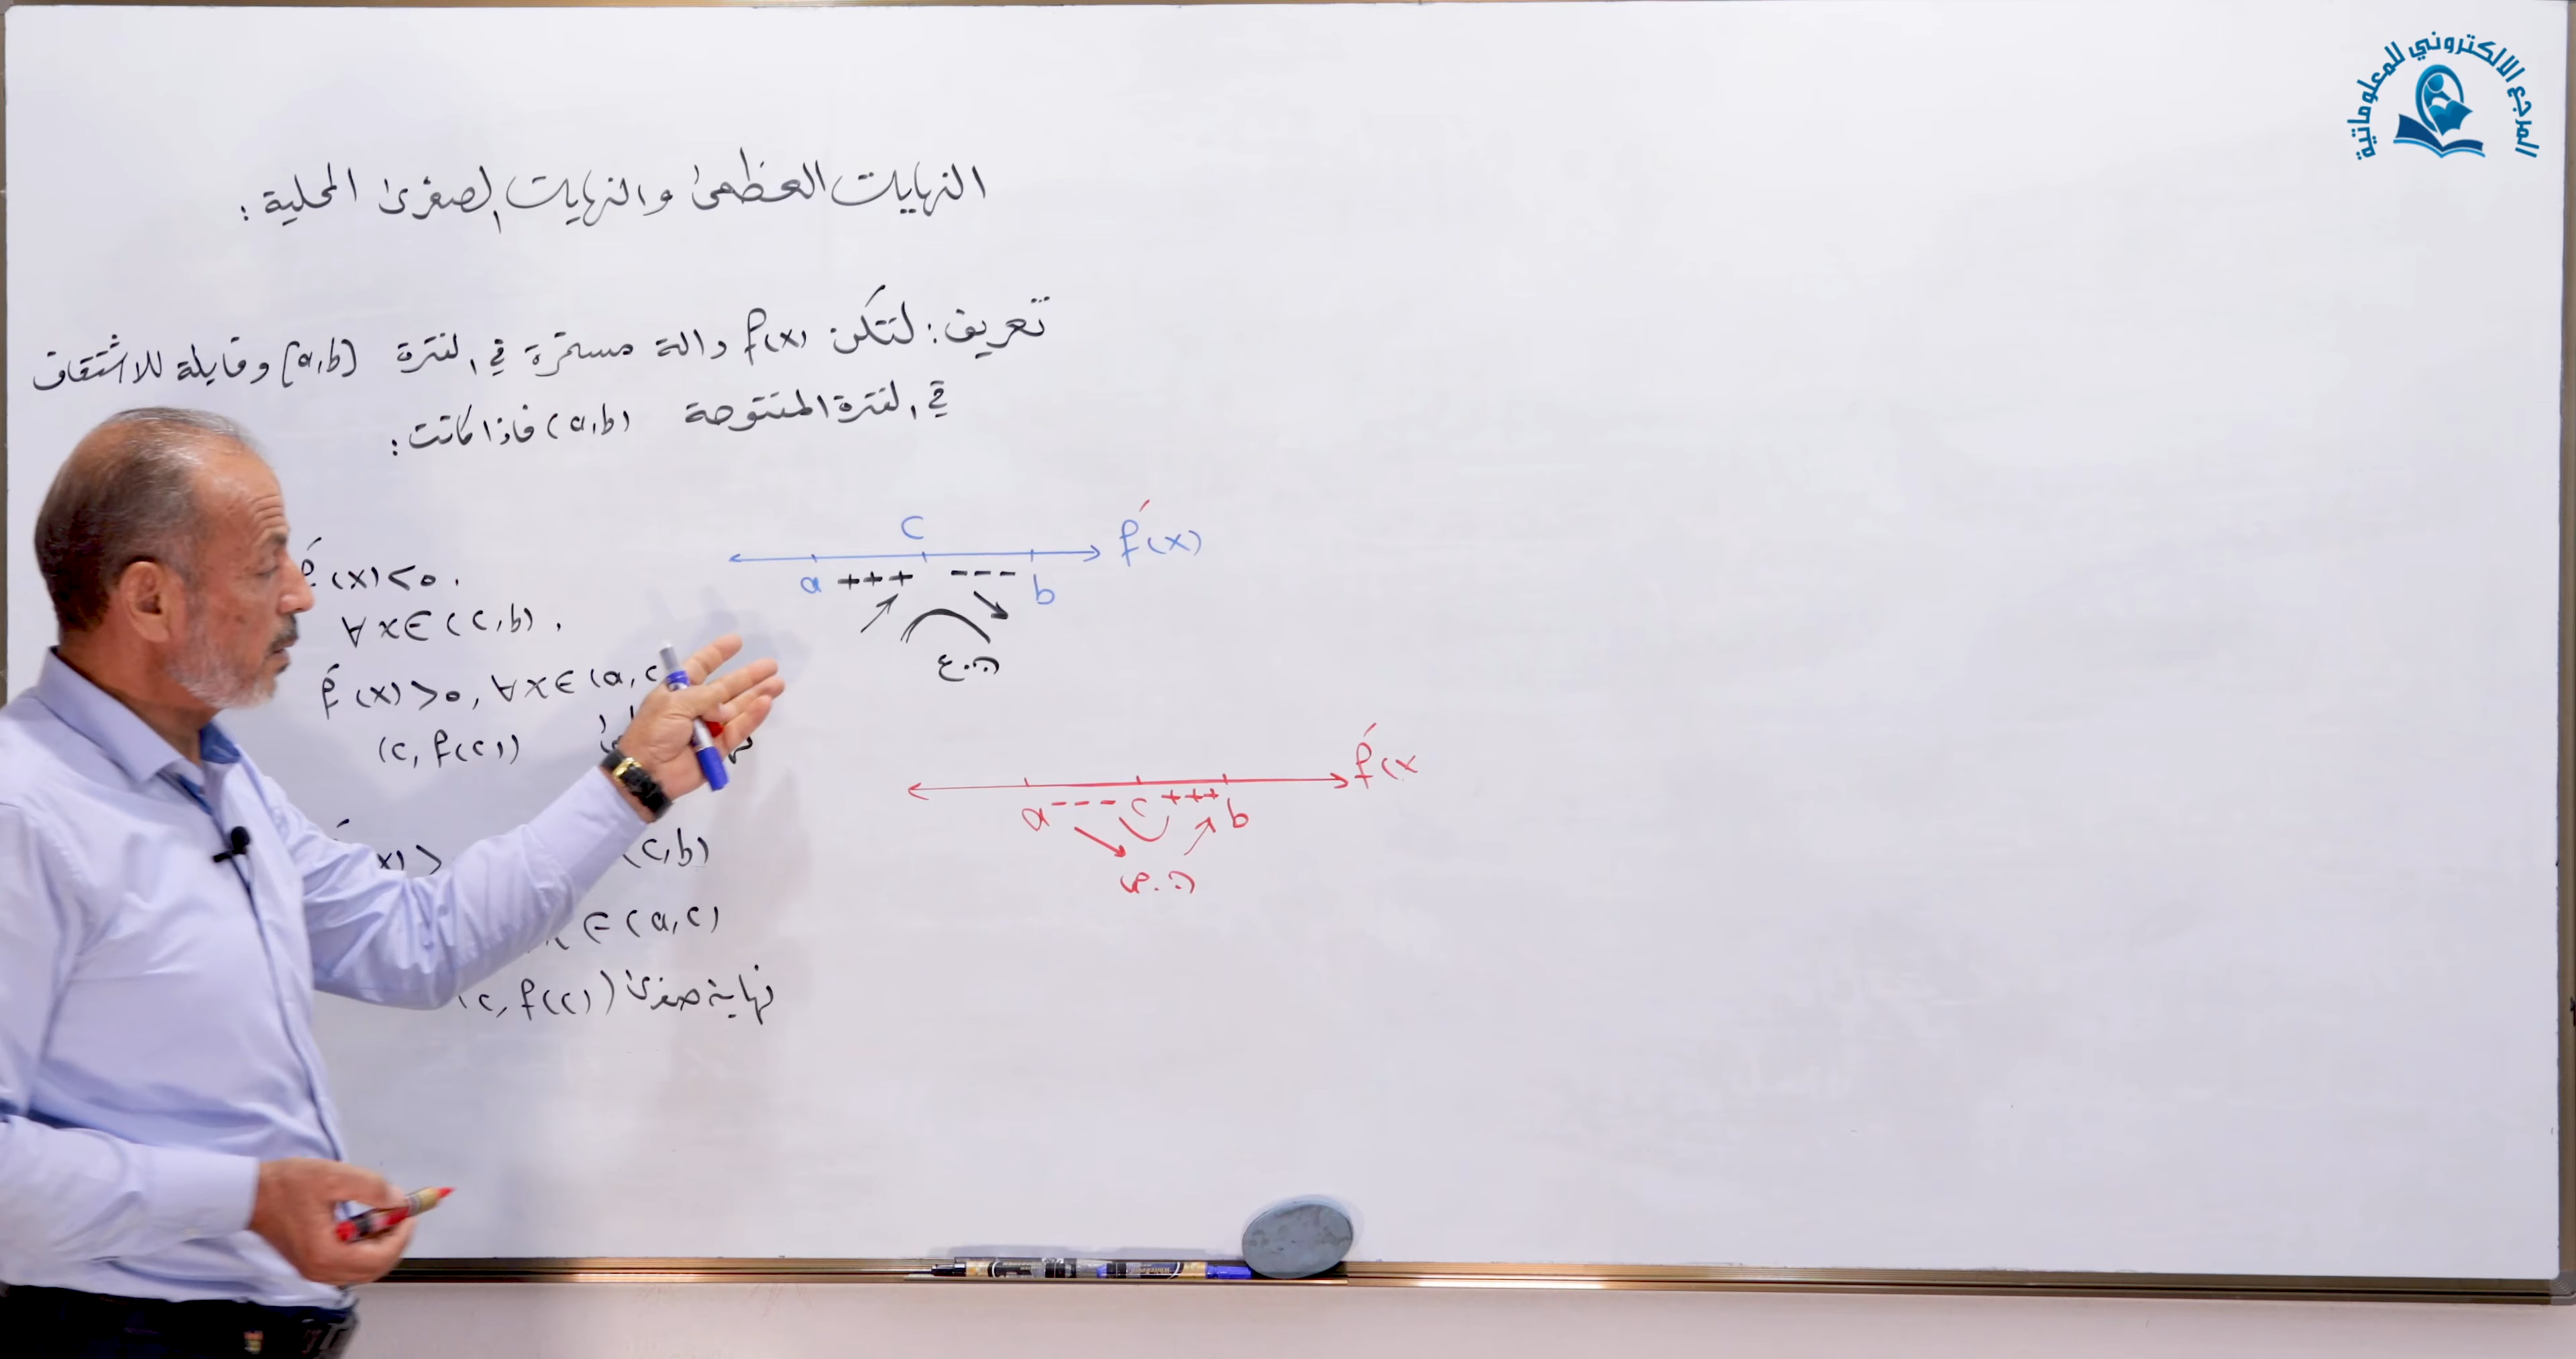 المرجع الالكتروني للمعلوماتية
النهايات العظمى والنهايات الصغرى المحلية :
تعريف : لتكن f(x) دالة مستمرة في الفترة [a,b] وقابلة للاشتقاق
في الفترة المفتوحة (a,b) فاذا كانت :
f́(x)<0 .
∀x∈(c,b) .
f́(x)>0, ∀x∈(a,c
(c, f(c))
(x)>
(c,b)
∈(a,c)
نهاية صغرى (c, f(c))
c
f́(x)
a +++ --- b
ن.ع
f́(x
a --- c +++ b
ن.ص